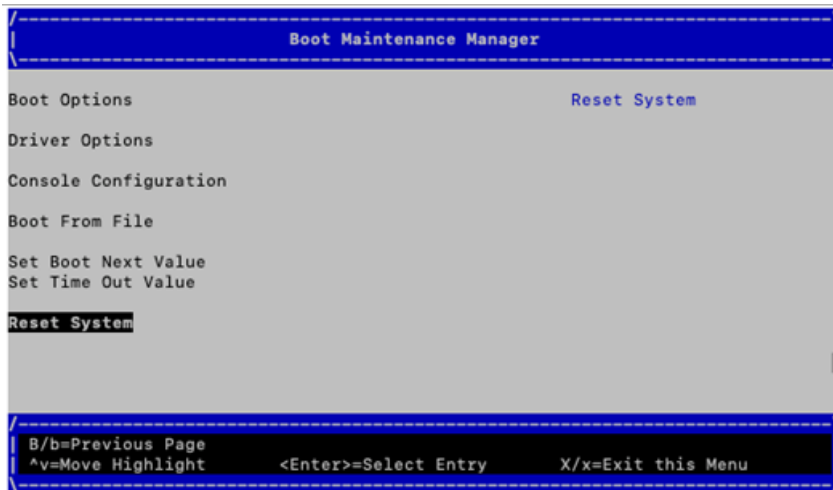 /------------------------------------------------------------------------------
| Boot Maintenance Manager
\------------------------------------------------------------------------------
Boot Options Reset System
Driver Options
Console Configuration
Boot From File
Set Boot Next Value
Set Time Out Value
Reset System
/------------------------------------------------------------------------------
| B/b=Previous Page
| ^v=Move Highlight <Enter>=Select Entry X/x=Exit this Menu
\------------------------------------------------------------------------------